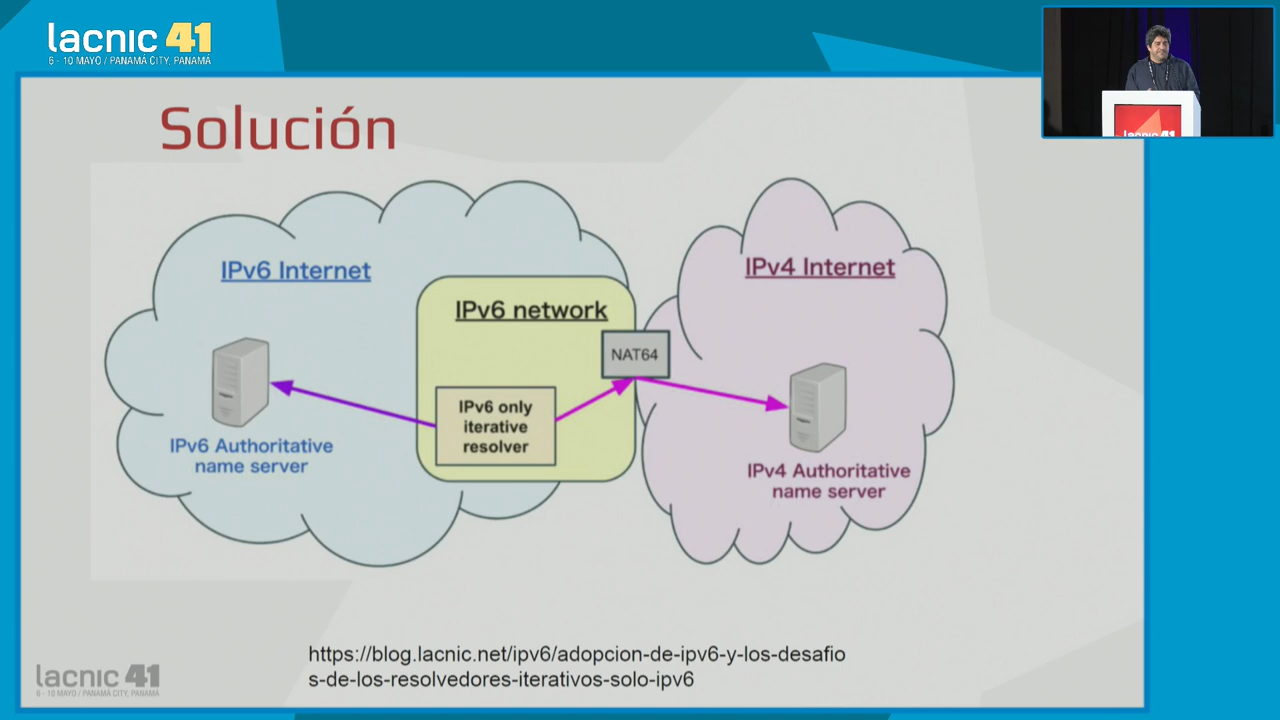 lacnic 41
6 - 10 MAYO / PANAMÁ CITY, PANAMÁ
lacnic 41
Solución
IPv6 Internet
IPv4 Internet
IPv6 network
NAT64
IPv6 only
iterative
resolver
IPv6 Authoritative
name server
IPv4 Authoritative
name server
https://blog.lacnic.net/ipv6/adopcion-de-ipv6-y-los-desafio
s-de-los-resolvedores-iterativos-solo-ipv6
lacnic 41
6 - 10 MAYO / PANAMÁ CITY, PANAMÁ